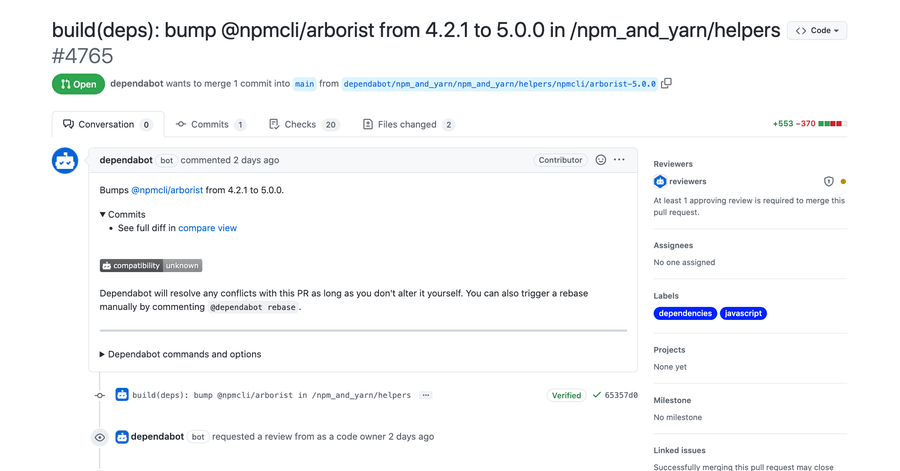 build(deps): bump @npmcli/arborist from 4.2.1 to 5.0.0 in /npm_and_yarn/helpers
#4765
Code
Open
dependabot wants to merge 1 commit into main from dependabot/npm_and_yarn/npm_and_yarn/helpers/npmcli/arborist-5.0.0
Conversation 0
Commits 1
Checks 20
Files changed 2
+553 −370
dependabot bot commented 2 days ago
Contributor
Bumps @npmcli/arborist from 4.2.1 to 5.0.0.
Commits
See full diff in compare view
compatibility unknown
Dependabot will resolve any conflicts with this PR as long as you don't alter it yourself. You can also trigger a rebase
manually by commenting @dependabot rebase.
Dependabot commands and options
build(deps): bump @npmcli/arborist in /npm_and_yarn/helpers
Verified
65357d0
dependabot bot requested a review from as a code owner 2 days ago
Reviewers
reviewers
At least 1 approving review is required to merge this
pull request.
Assignees
No one assigned
Labels
dependencies javascript
Projects
None yet
Milestone
No milestone
Linked issues
Successfully merging this pull request may close